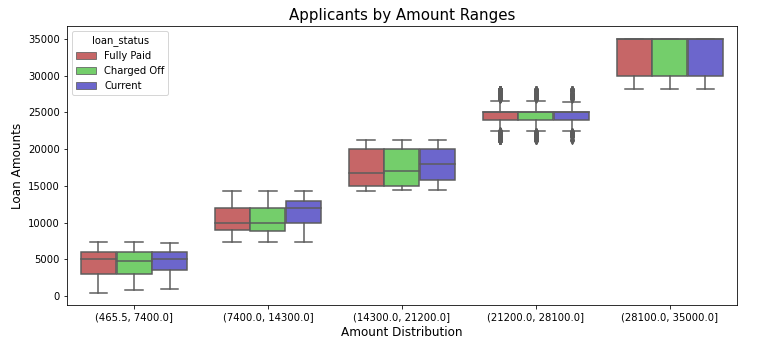 Applicants by Amount Ranges
loan_status
Fully Paid
Charged Off
Current
Loan Amounts
35000
30000
25000
20000
15000
10000
5000
0
(465.5, 7400.0] (7400.0, 14300.0] (14300.0, 21200.0] (21200.0, 28100.0] (28100.0, 35000.0]
Amount Distribution